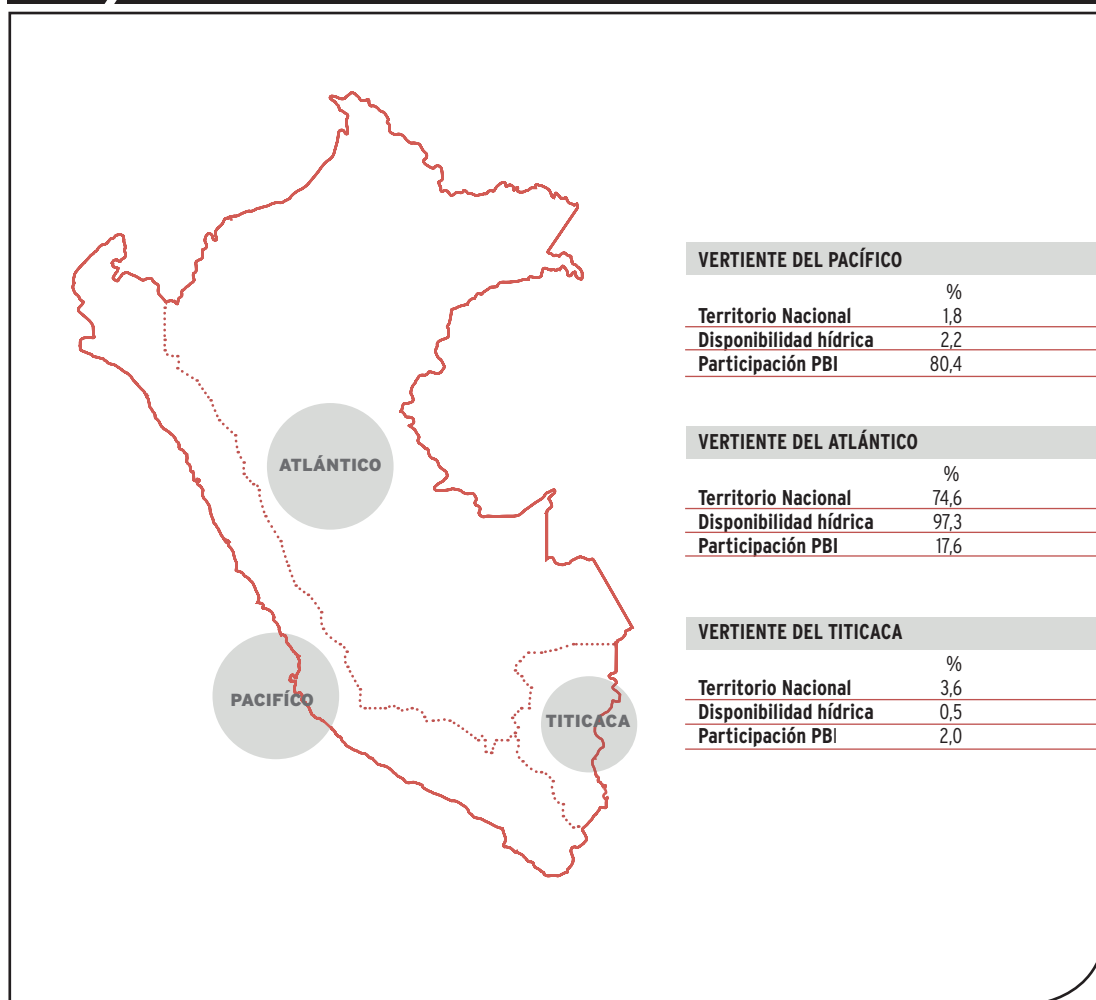 ATLÁNTICO
PACIFÍCO
TITICACA
VERTIENTE DEL PACÍFICO
%
Territorio Nacional 1,8
Disponibilidad hídrica 2,2
Participación PBI 80,4
VERTIENTE DEL ATLÁNTICO
%
Territorio Nacional 74,6
Disponibilidad hídrica 97,3
Participación PBI 17,6
VERTIENTE DEL TITICACA
%
Territorio Nacional 3,6
Disponibilidad hídrica 0,5
Participación PBI 2,0